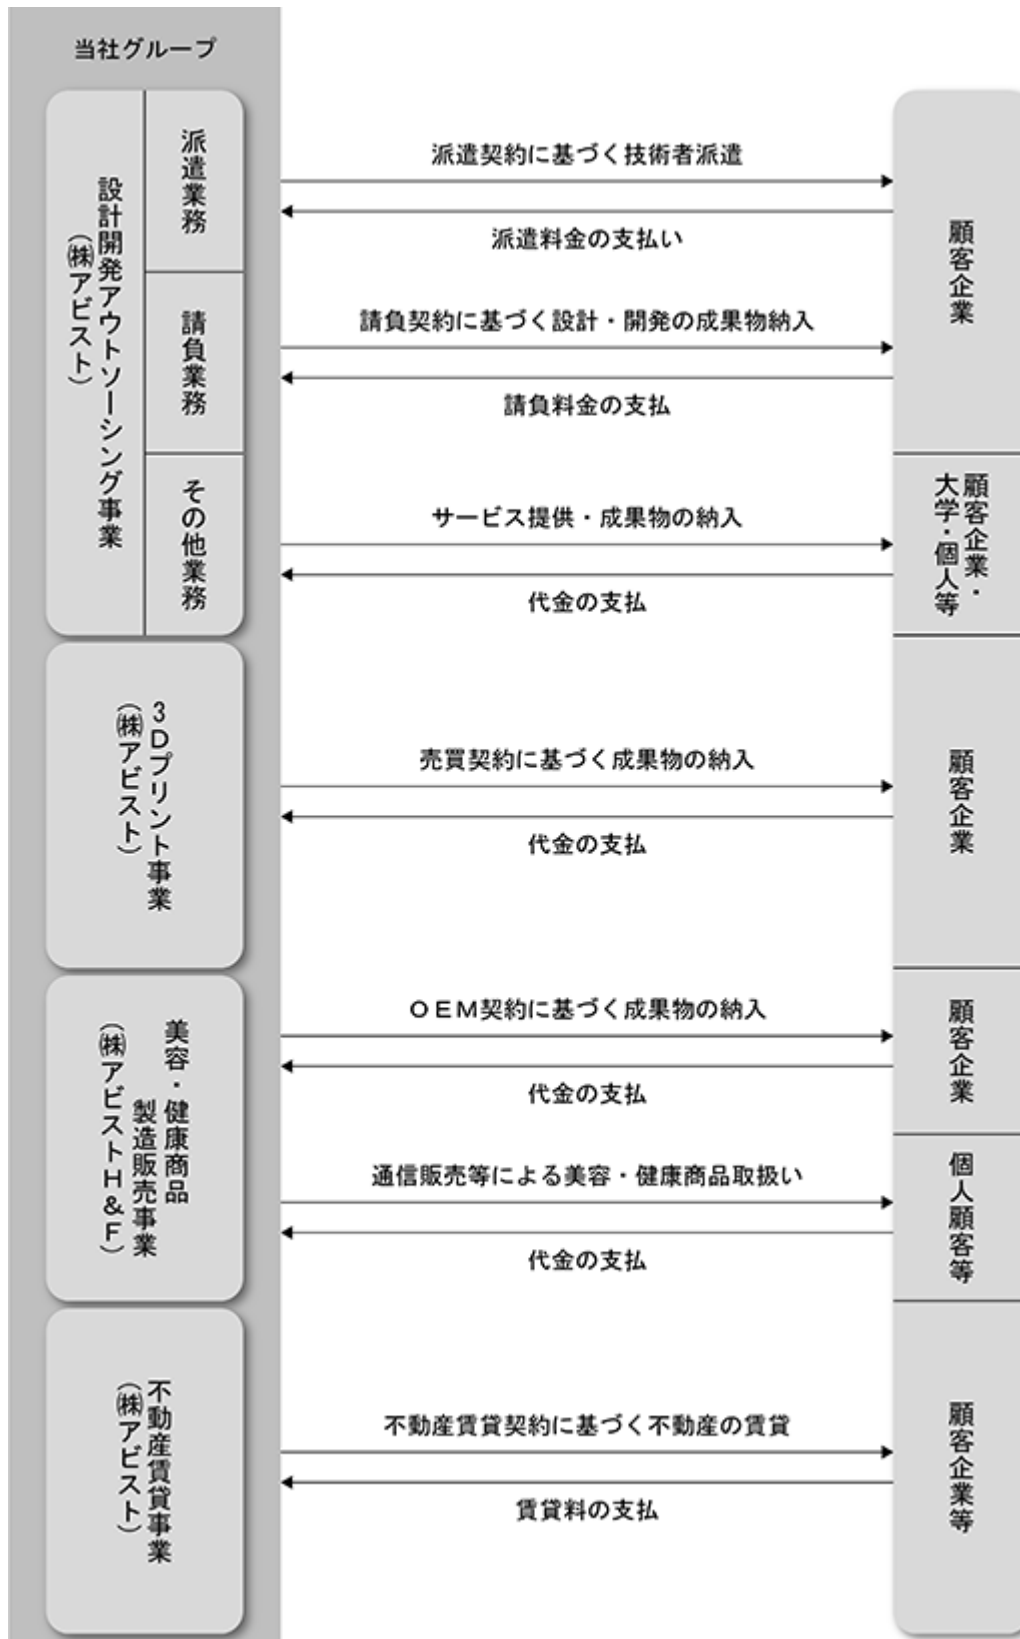 当社グループ
設計開発アウトソーシング事業
(㈱アビスト)
派遣業務
派遣契約に基づく技術者派遣
派遣料金の支払い
請負業務
請負契約に基づく設計・開発の成果物納入
請負料金の支払
顧客企業
その他業務
サービス提供・成果物の納入
代金の支払
顧客企業・
大学・個人等
3Dプリント事業
(㈱アビスト)
売買契約に基づく成果物の納入
代金の支払
顧客企業
美容・健康商品
製造販売事業
(㈱アビストH&F)
OEM契約に基づく成果物の納入
代金の支払
顧客企業
通信販売等による美容・健康商品取扱い
代金の支払
個人顧客等
不動産賃貸事業
(㈱アビスト)
不動産賃貸契約に基づく不動産の賃貸
賃貸料の支払
顧客企業等